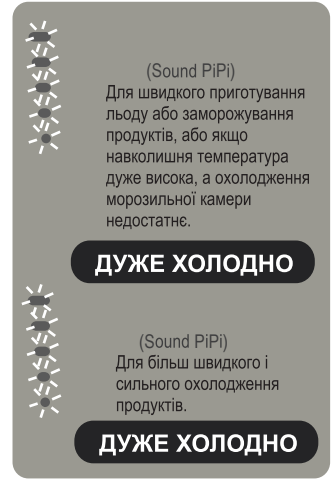 (Sound PiPi)
Для швидкого приготування
льоду або заморожування
продуктів, або якщо
навколишня температура
дуже висока, а охолодження
морозильної камери
недостатнє.
ДУЖЕ ХОЛОДНО
(Sound PiPi)
Для більш швидкого і
сильного охолодження
продуктів.
ДУЖЕ ХОЛОДНО